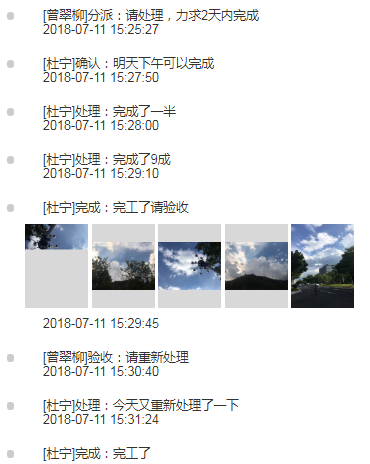 [曾翠柳]分派：请处理，力求2天内完成
2018-07-11 15:25:27
[杜宁]确认：明天下午可以完成
2018-07-11 15:27:50
[杜宁]处理：完成了一半
2018-07-11 15:28:00
[杜宁]处理：完成了9成
2018-07-11 15:29:10
[杜宁]完成：完工了请验收
2018-07-11 15:29:45
[曾翠柳]验收：请重新处理
2018-07-11 15:30:40
[杜宁]处理：今天又重新处理了一下
2018-07-11 15:31:24
[杜宁]完成：完工了